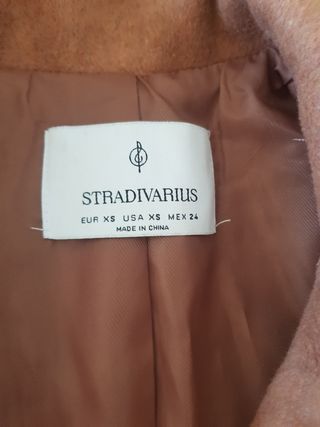 STRADIVARIUS
EUR XS USA XS MEX 24
MADE IN CHINA